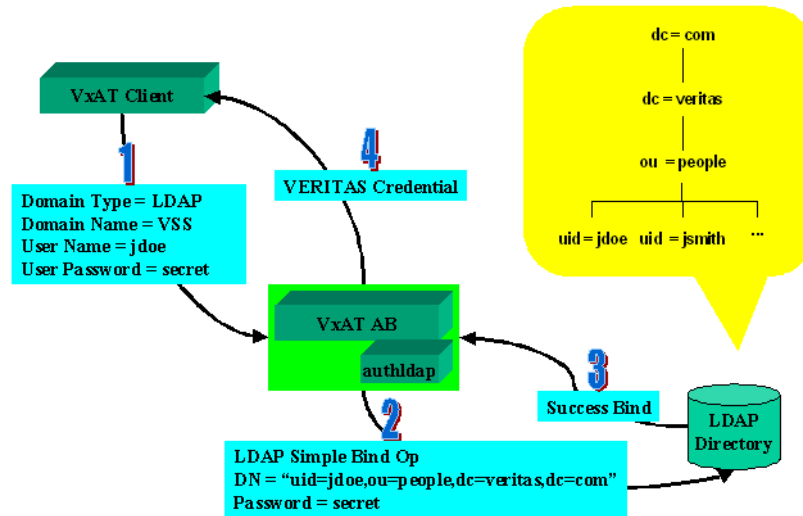 dc = com
dc = veritas
ou = people
uid = jdoe uid = jsmith ...
VxAT Client
1
Domain Type = LDAP
Domain Name = VSS
User Name = jdoe
User Password = secret
4
VERITAS Credential
VxAT AB
authldap
2
LDAP Simple Bind Op
DN = “uid=jdoe,ou=people,dc=veritas,dc=com”
Password = secret
3
Success Bind
LDAP
Directory